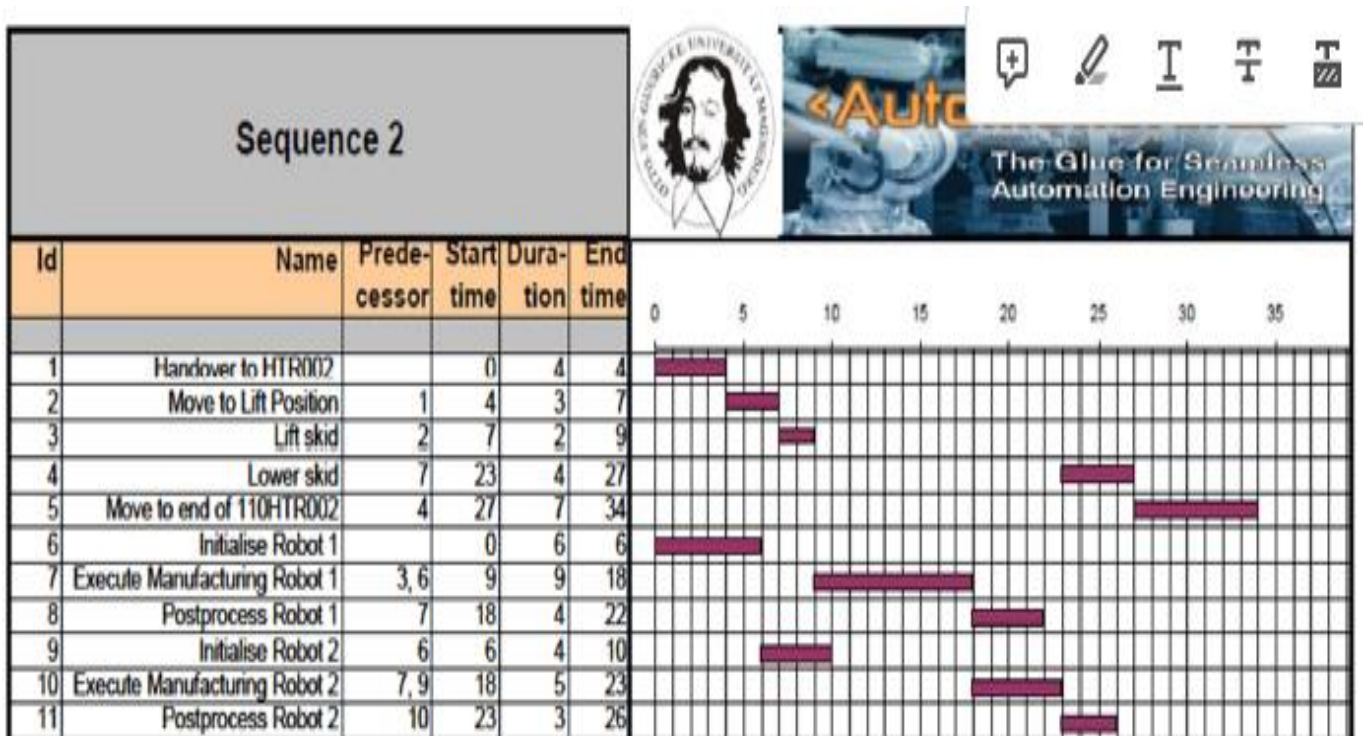 Sequence 2
OTTO-VON-GUERICKE-UNIVERSITÄT MAGDEBURG
<Auto
The Glue for Seamless
Automation Engineering
Id Name Prede-cessor Start time Dura-tion End time
0 5 10 15 20 25 30 35
1 Handover to HTR002 0 4 4
2 Move to Lift Position 1 4 3 7
3 Lift skid 2 7 2 9
4 Lower skid 7 23 4 27
5 Move to end of 110HTR002 4 27 7 34
6 Initialise Robot 1 0 6 6
7 Execute Manufacturing Robot 1 3, 6 9 9 18
8 Postprocess Robot 1 7 18 4 22
9 Initialise Robot 2 6 6 4 10
10 Execute Manufacturing Robot 2 7, 9 18 5 23
11 Postprocess Robot 2 10 23 3 26